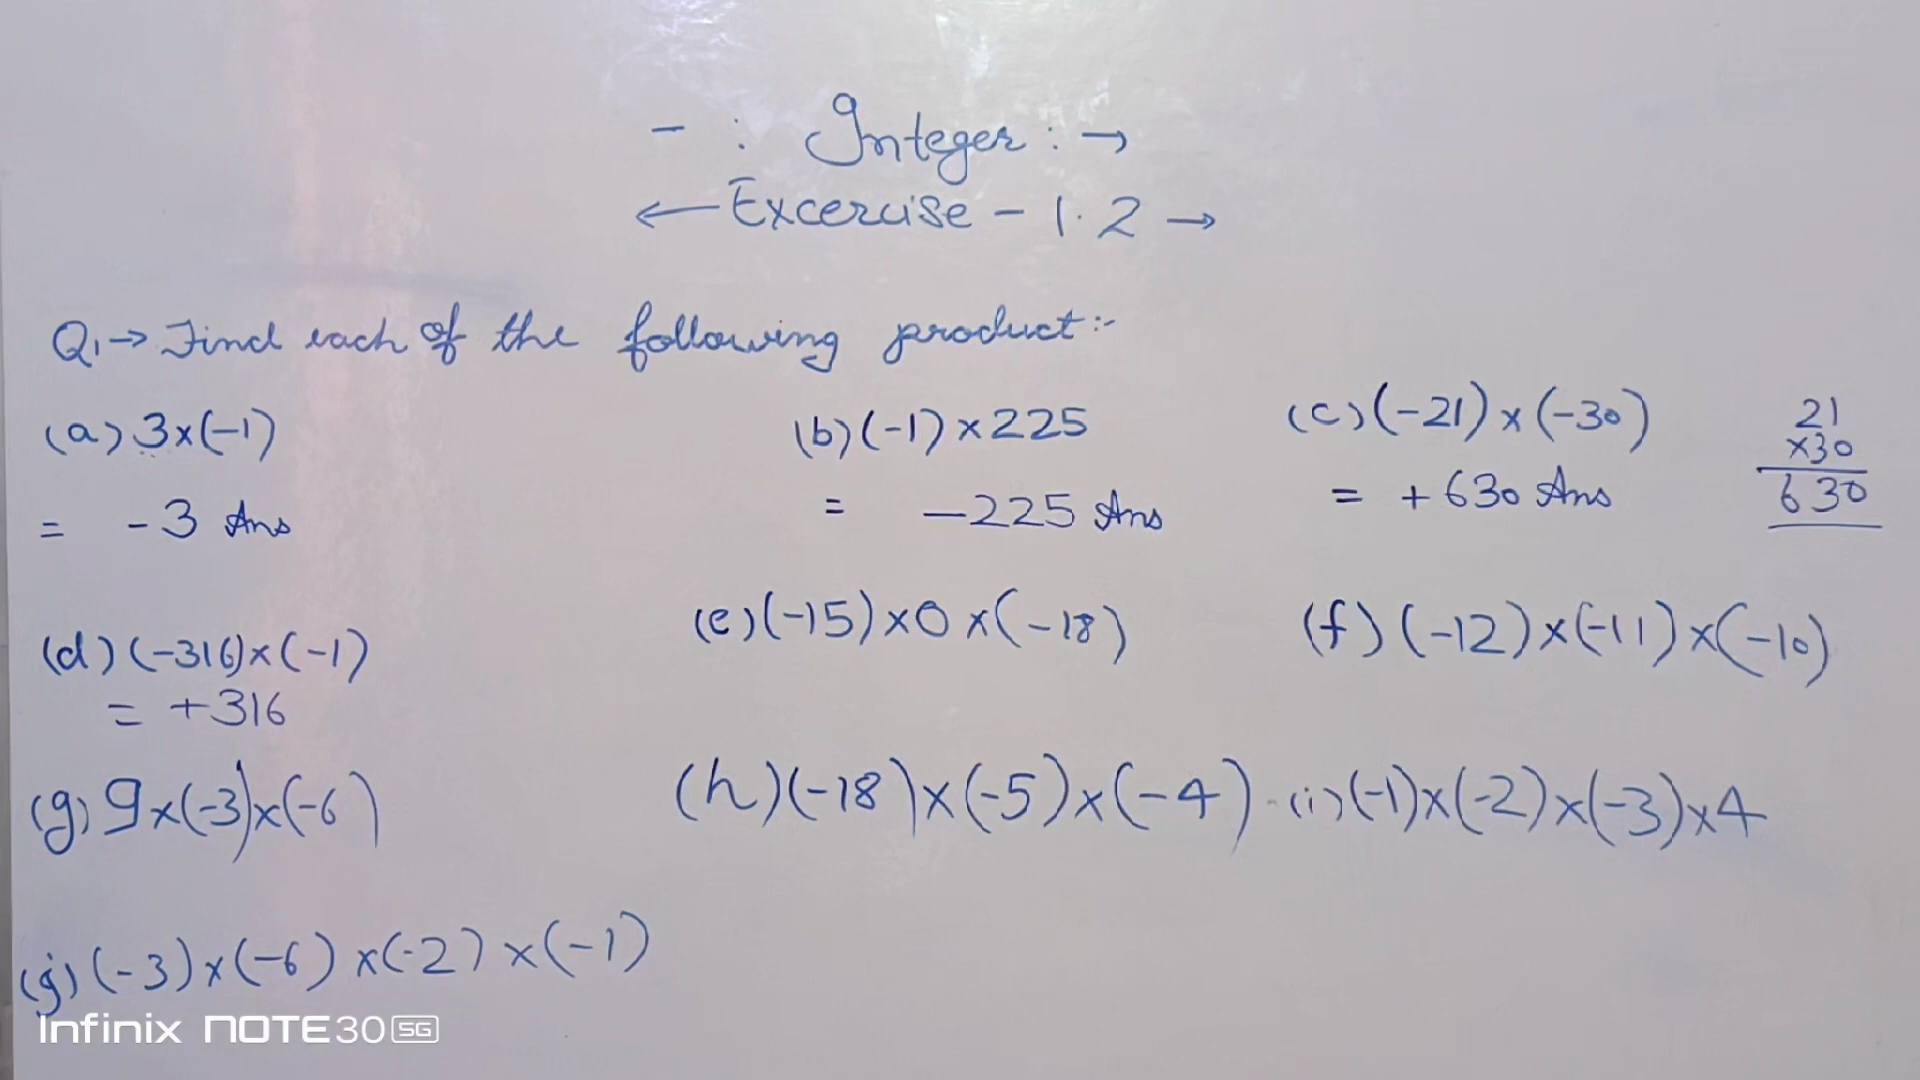 - : Integer : →
← Excercise - 1.2 →
Q1→ Find each of the following product :-
(a) 3×(-1)
= -3 Ans
(b) (-1)×225
= -225 Ans
(c) (-21)×(-30)
= +630 Ans
21
×30
630
(d) (-316)×(-1)
= +316
(e) (-15)×0×(-18)
(f) (-12)×(-11)×(-10)
(g) 9×(-3)×(-6)
(h) (-18)×(-5)×(-4)
(i) (-1)×(-2)×(-3)×4
(j) (-3)×(-6)×(-2)×(-1)
Infinix NOTE 30 5G